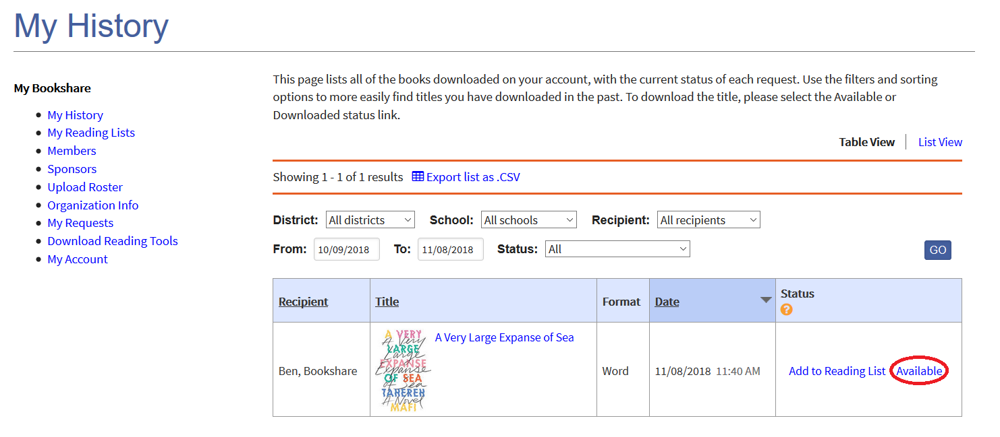 My History
My Bookshare
My History
My Reading Lists
Members
Sponsors
Upload Roster
Organization Info
My Requests
Download Reading Tools
My Account
This page lists all of the books downloaded on your account, with the current status of each request. Use the filters and sorting
options to more easily find titles you have downloaded in the past. To download the title, please select the Available or
Downloaded status link.
Table View List View
Showing 1 - 1 of 1 results Export list as .CSV
District: All districts School: All schools Recipient: All recipients
From: 10/09/2018 To: 11/08/2018 Status: All GO
Recipient Title Format Date Status
?
A VERY
A Very
LARGE
Large
EXPANSE
Expanse
OF SEA
of Sea
TAHEREH
A Novel
MAFI
A Very Large Expanse of Sea
Ben, Bookshare Word 11/08/2018 11:40 AM Add to Reading List Available